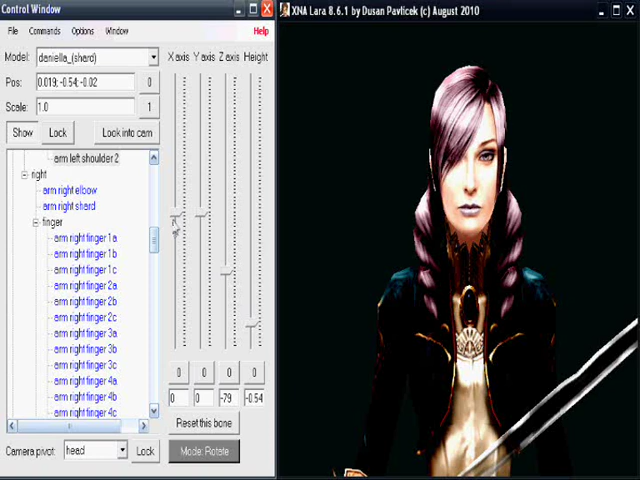 Control Window
XNA Lara 8.6.1 by Dusan Pavlicek (c) August 2010
File Commands Options Window Help
Model: daniella_(shard) X axis Y axis Z axis Height
Pos: 0.019; -0.54; -0.02 0
Scale: 1.0 1
Show Lock Look into cam
arm left shoulder 2
right
arm right elbow
arm right shard
finger
arm right finger 1a
arm right finger 1b
arm right finger 1c
arm right finger 2a
arm right finger 2b
arm right finger 2c
arm right finger 3a
arm right finger 3b
arm right finger 3c
arm right finger 4a
arm right finger 4b
arm right finger 4c
0 0 0 0
0 0 -79 -0.54
Reset this bone
Camera pivot: head Lock Mode: Rotate